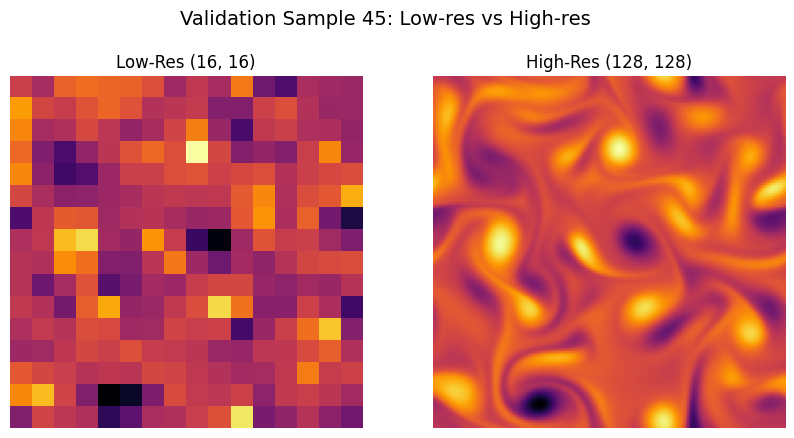 Validation Sample 45: Low-res vs High-res
Low-Res (16, 16)
High-Res (128, 128)